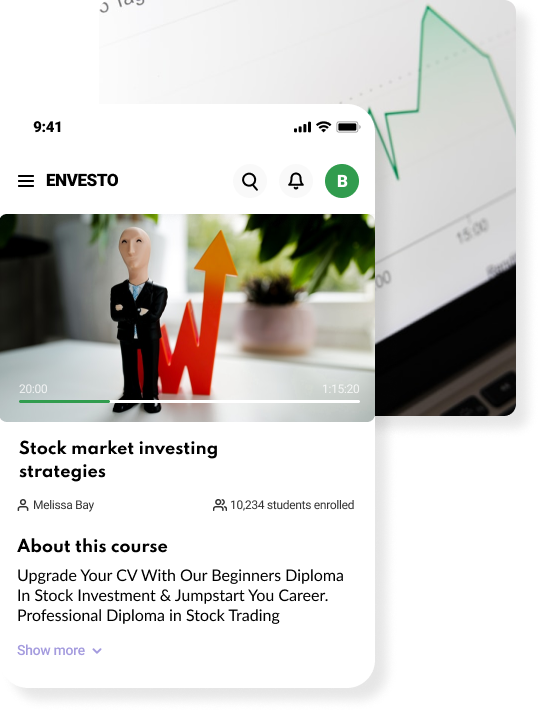 9:41
ENVESTO
B
15:00
20:00
1:15:20
Stock market investing
strategies
Melissa Bay
10,234 students enrolled
About this course
Upgrade Your CV With Our Beginners Diploma
In Stock Investment & Jumpstart You Career.
Professional Diploma in Stock Trading
Show more